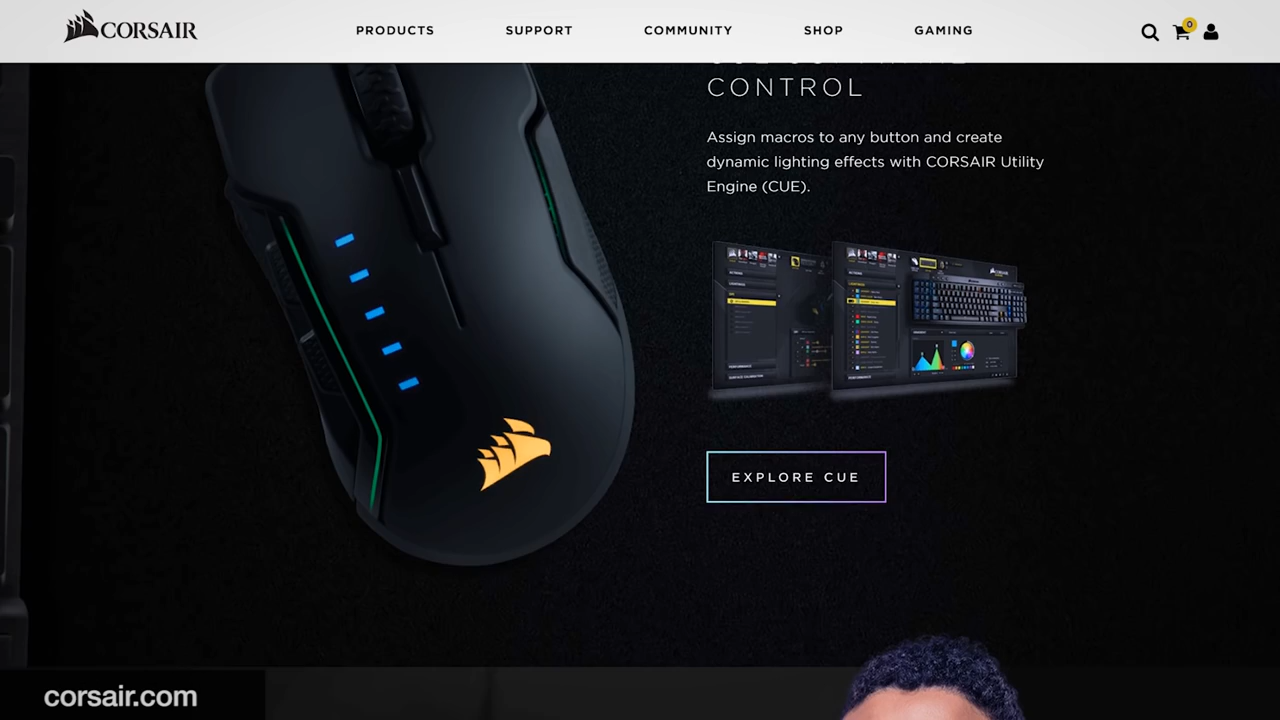 CORSAIR
PRODUCTS
SUPPORT
COMMUNITY
SHOP
GAMING
0
CONTROL
Assign macros to any button and create
dynamic lighting effects with CORSAIR Utility
Engine (CUE).
EXPLORE CUE
corsair.com